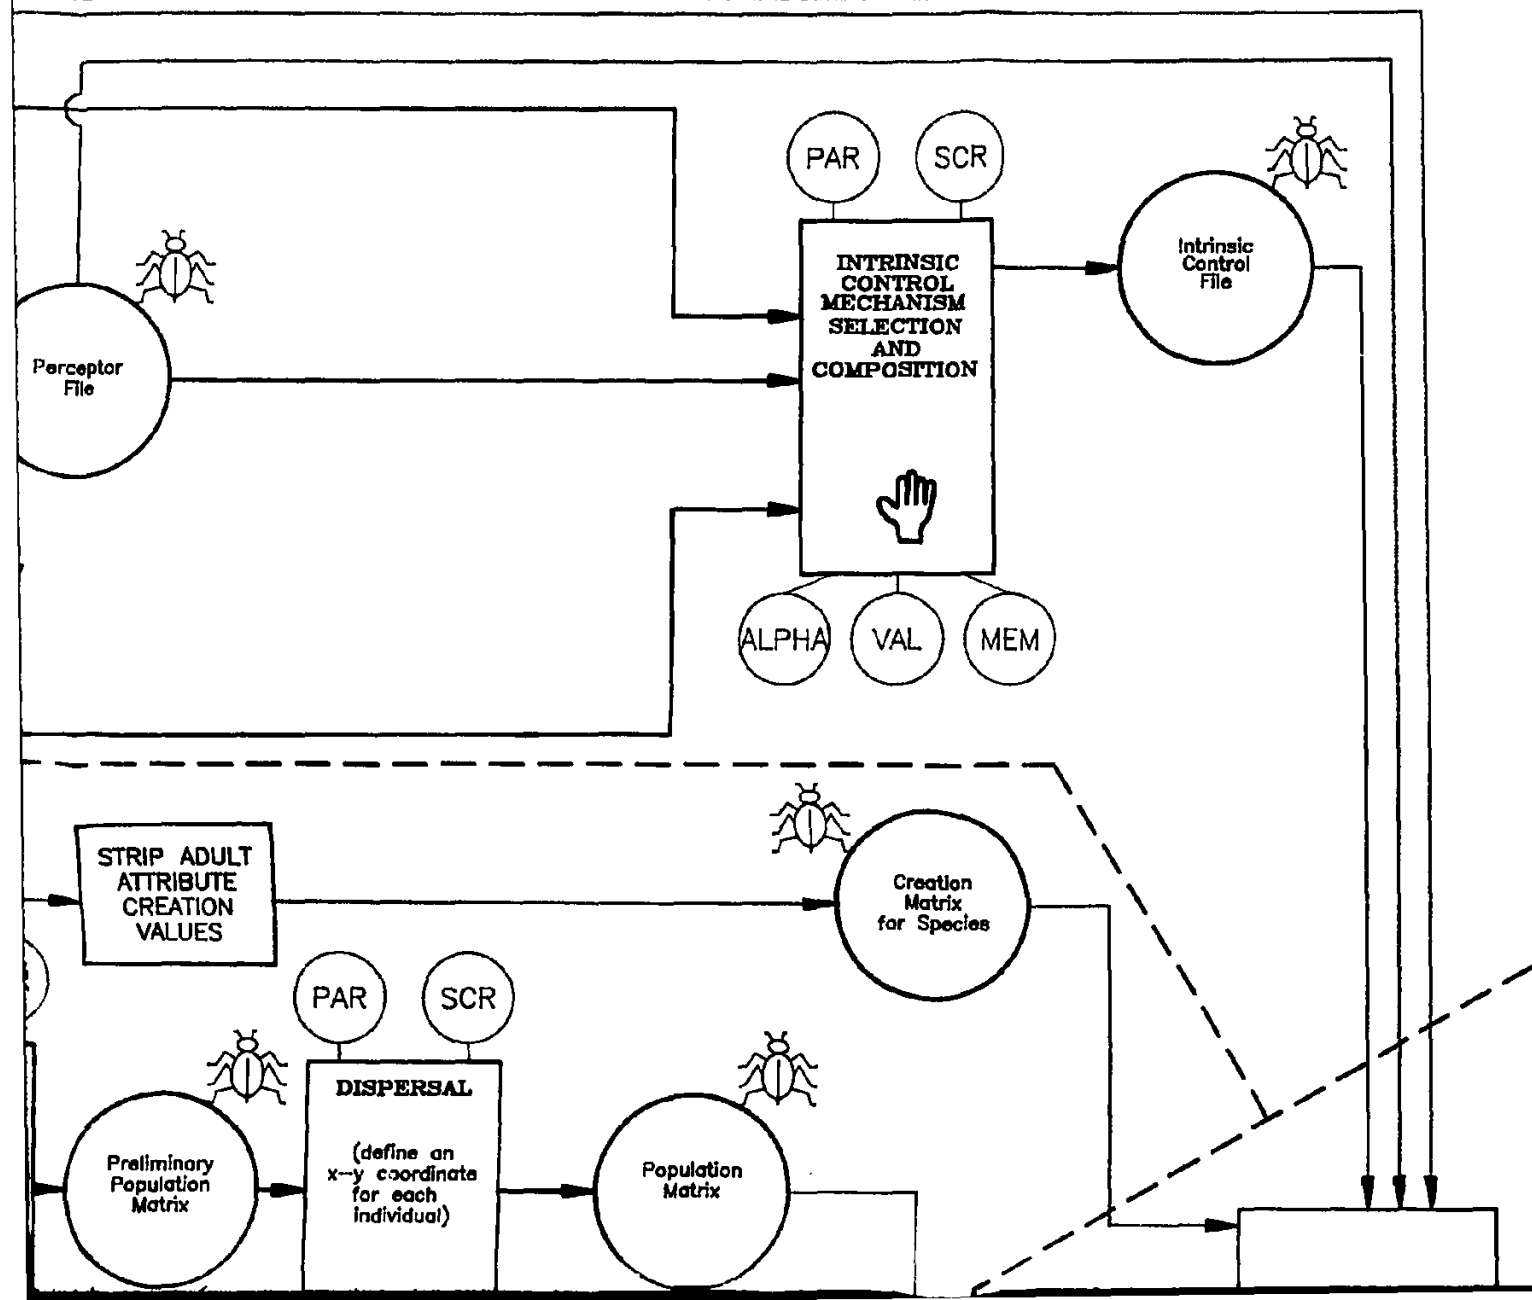 PAR
SCR
INTRINSIC
CONTROL
MECHANISM
SELECTION
AND
COMPOSITION
Intrinsic
Control
File
Perceptor
File
ALPHA
VAL
MEM
STRIP ADULT
ATTRIBUTE
CREATION
VALUES
Creation
Matrix
for Species
PAR
SCR
DISPERSAL
(define an
x-y coordinate
for each
individual)
Preliminary
Population
Matrix
Population
Matrix